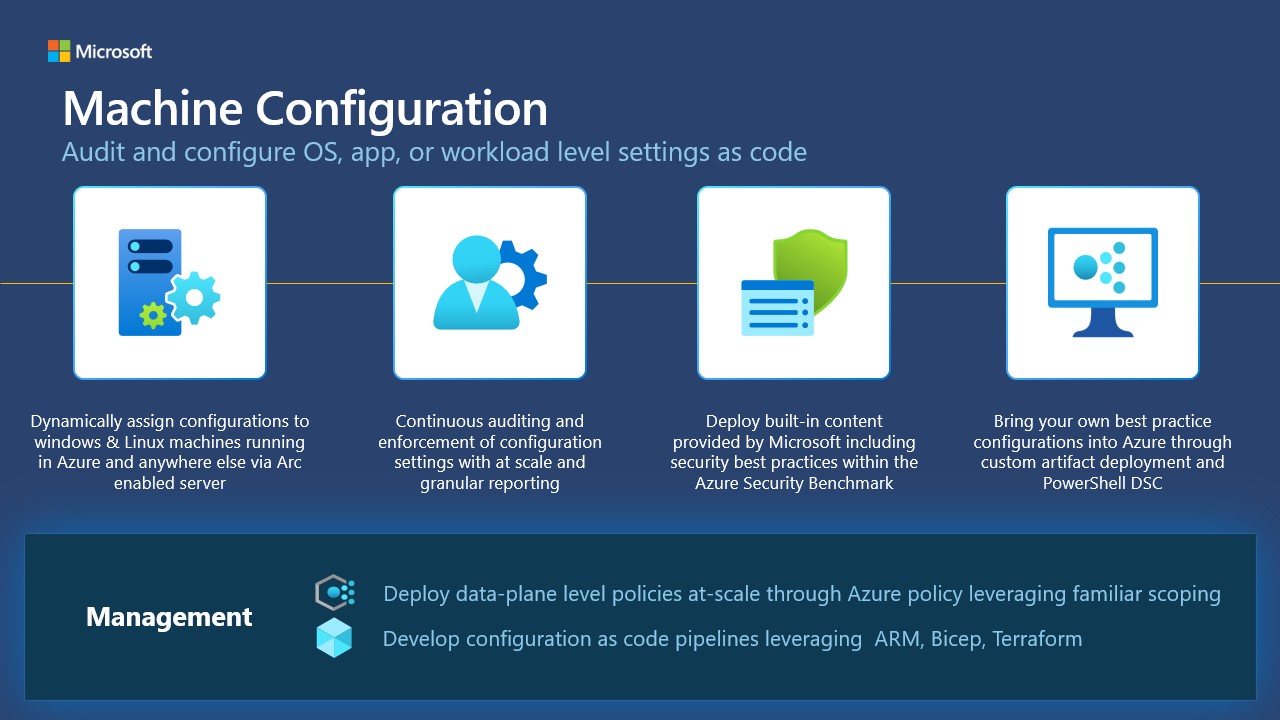 Microsoft
Machine Configuration
Audit and configure OS, app, or workload level settings as code
Dynamically assign configurations to
windows & Linux machines running
in Azure and anywhere else via Arc
enabled server
Continuous auditing and
enforcement of configuration
settings with at scale and
granular reporting
Deploy built-in content
provided by Microsoft including
security best practices within the
Azure Security Benchmark
Bring your own best practice
configurations into Azure through
custom artifact deployment and
PowerShell DSC
Management
Deploy data-plane level policies at-scale through Azure policy leveraging familiar scoping
Develop configuration as code pipelines leveraging  ARM, Bicep, Terraform